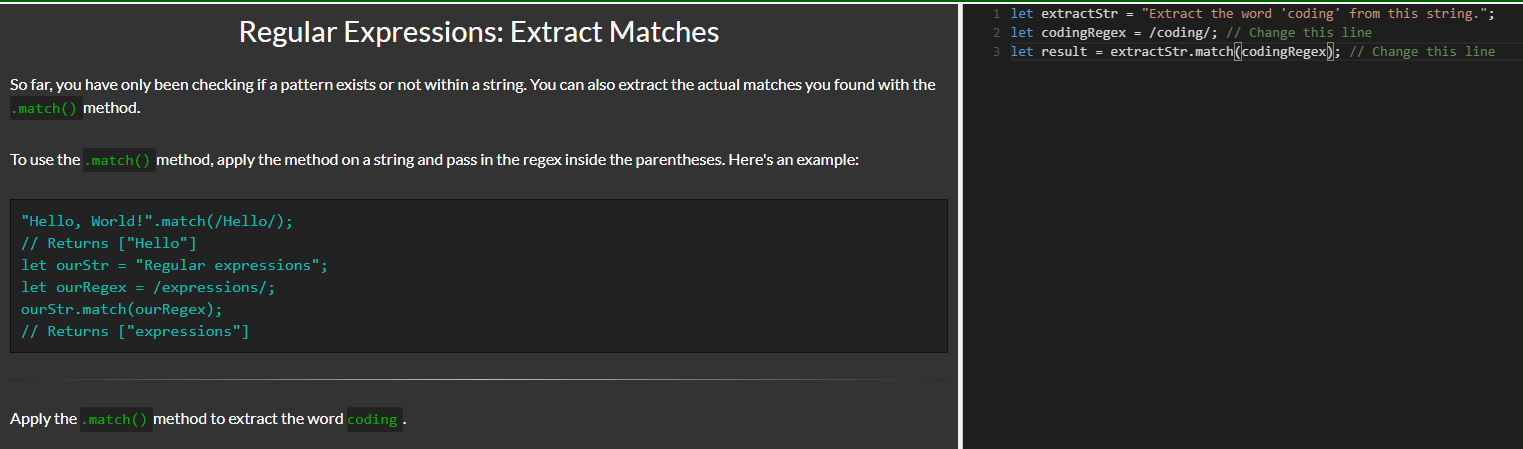 Regular Expressions: Extract Matches
So far, you have only been checking if a pattern exists or not within a string. You can also extract the actual matches you found with the
.match() method.
To use the .match() method, apply the method on a string and pass in the regex inside the parentheses. Here's an example:
"Hello, World!".match(/Hello/);
// Returns ["Hello"]
let ourStr = "Regular expressions";
let ourRegex = /expressions/;
ourStr.match(ourRegex);
// Returns ["expressions"]
Apply the .match() method to extract the word coding .
1 let extractStr = "Extract the word 'coding' from this string.";
2 let codingRegex = /coding/; // Change this line
3 let result = extractStr.match(codingRegex); // Change this line